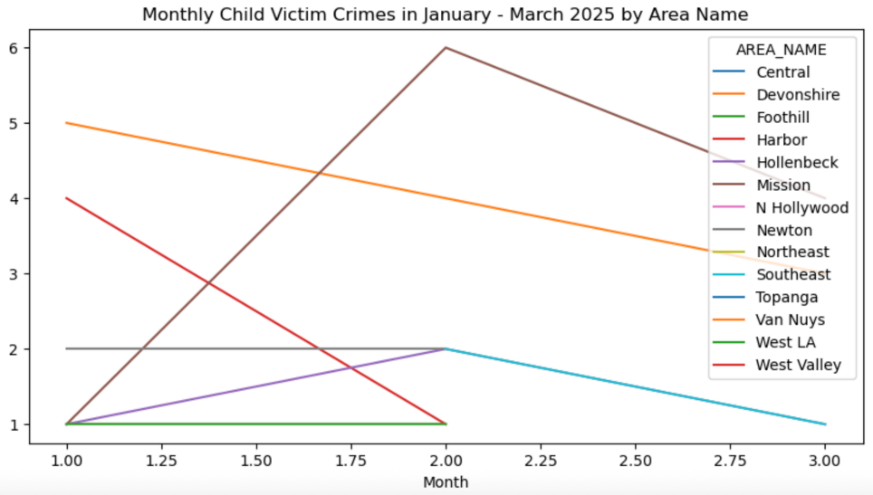 Monthly Child Victim Crimes in January - March 2025 by Area Name
6
5
4
3
2
1
AREA_NAME
Central
Devonshire
Foothill
Harbor
Hollenbeck
Mission
N Hollywood
Newton
Northeast
Southeast
Topanga
Van Nuys
West LA
West Valley
1.00 1.25 1.50 1.75 2.00 2.25 2.50 2.75 3.00
Month